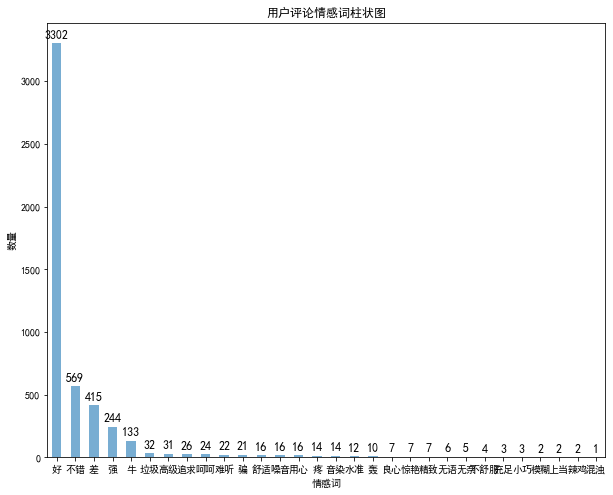 用户评论情感词柱状图
数量
3000
2500
2000
1500
1000
500
0
3302 569 415 244 133 32 31 26 24 22 21 16 16 16 14 14 12 10 7 7 7 6 5 4 3 3 2 2 2 1
好 不错 差 强 牛 垃圾 高级 追求 呵呵 难听 骗 舒适 噪音 用心 疼 音染 水准 轰 良心 惊艳 精致 无语 无奈 不舒服 充足 小巧 模糊 上当 辣鸡 混浊
情感词